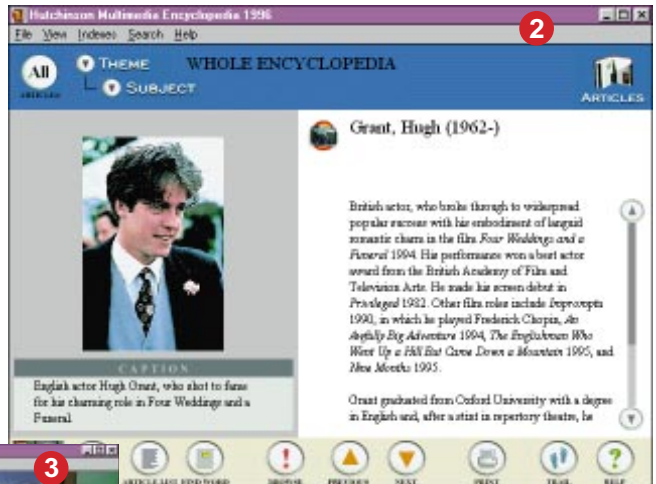 Hutchinson Multimedia Encyclopedia 1996
2
File View Indexes Search Help
All
ARTICLES
THEME
WHOLE ENCYCLOPEDIA
SUBJECT
ARTICLES
Grant, Hugh (1962-)
British actor, who broke through to widespread
popular success with his embodiment of languid
romantic charm in the film Four Weddings and a
Funeral 1994. His performance won a best actor
award from the British Academy of Film and
Television Arts. He made his screen debut in
Privileged 1982. Other film roles include Impromptu
1990, in which he played Frederick Chopin, An
Awfully Big Adventure 1994, The Englishman Who
Went Up a Hill But Came Down a Mountain 1995, and
Nine Months 1995.
Grant graduated from Oxford University with a degree
in English and, after a stint in repertory theatre, he
CAPTION
English actor Hugh Grant, who shot to fame
for his charming role in Four Weddings and a
Funeral
3
ARTICLE LIST
FIND WORD
BROWSE
PREVIOUS
NEXT
PRINT
TRAIL
HELP